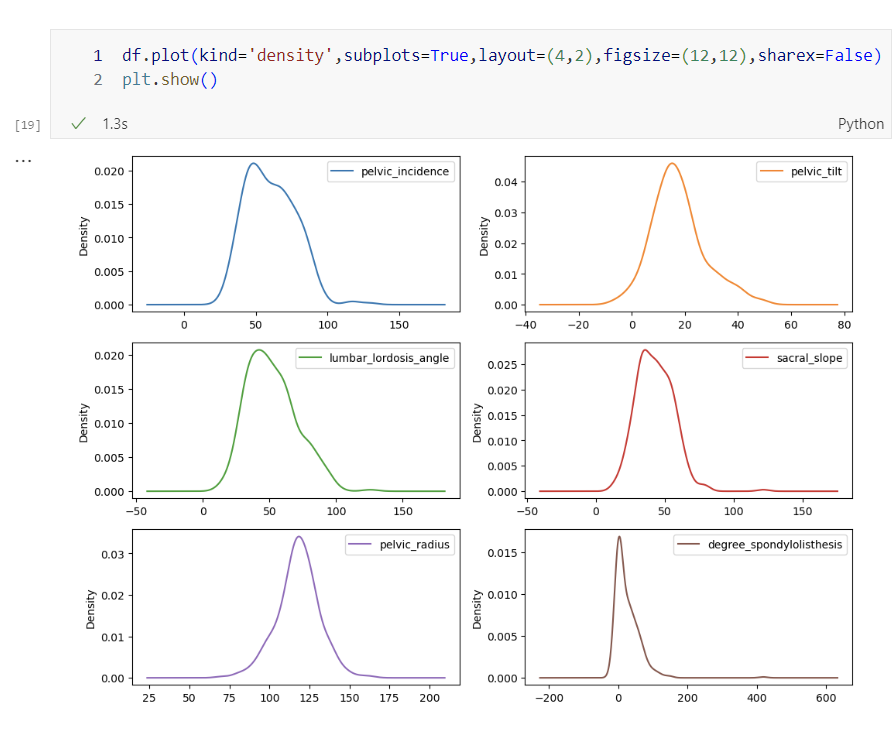 1 df.plot(kind='density',subplots=True,layout=(4,2),figsize=(12,12),sharex=False)
2 plt.show()
[19] ✓ 1.3s Python
...
pelvic_incidence
Density
0.020
0.015
0.010
0.005
0.000
0 50 100 150
pelvic_tilt
Density
0.04
0.03
0.02
0.01
0.00
−40 −20 0 20 40 60 80
lumbar_lordosis_angle
Density
0.020
0.015
0.010
0.005
0.000
−50 0 50 100 150
sacral_slope
Density
0.025
0.020
0.015
0.010
0.005
0.000
−50 0 50 100 150
pelvic_radius
Density
0.03
0.02
0.01
0.00
25 50 75 100 125 150 175 200
degree_spondylolisthesis
Density
0.015
0.010
0.005
0.000
−200 0 200 400 600